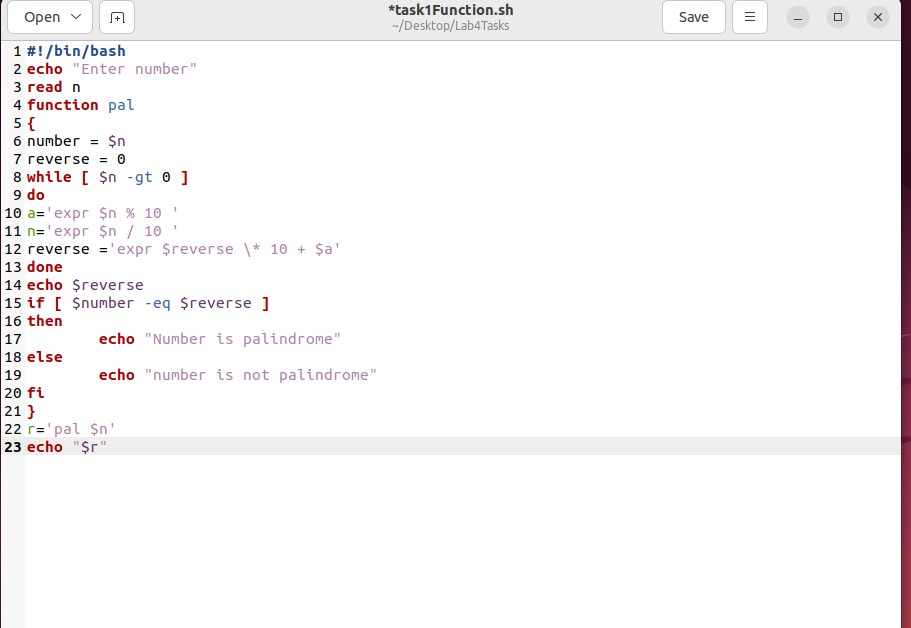 Open
*task1Function.sh
~/Desktop/Lab4Tasks
Save
1 #!/bin/bash
2 echo "Enter number"
3 read n
4 function pal
5 {
6 number = $n
7 reverse = 0
8 while [ $n -gt 0 ]
9 do
10 a='expr $n % 10 '
11 n='expr $n / 10 '
12 reverse ='expr $reverse \* 10 + $a'
13 done
14 echo $reverse
15 if [ $number -eq $reverse ]
16 then
17         echo "Number is palindrome"
18 else
19         echo "number is not palindrome"
20 fi
21 }
22 r='pal $n'
23 echo "$r"